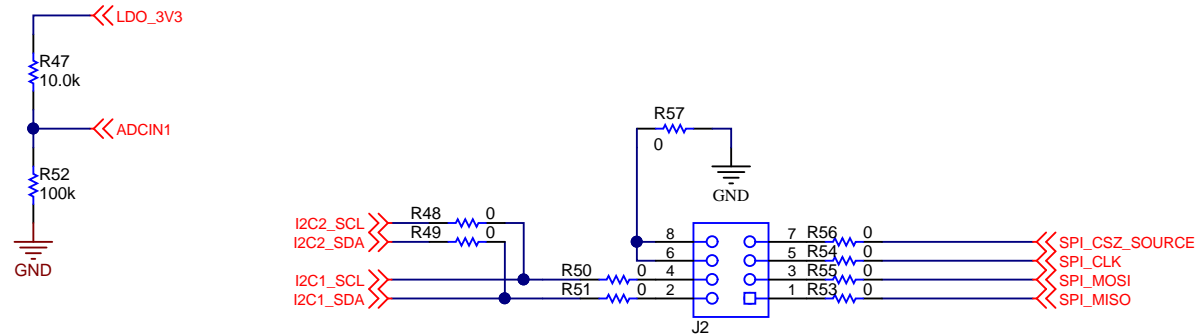 LDO_3V3
R47
10.0k
ADCIN1
R52
100k
GND
R57
0
GND
I2C2_SCL R48 0
I2C2_SDA R49 0
I2C1_SCL R50 0
I2C1_SDA R51 0
8 7 R56 0 SPI_CSZ_SOURCE
6 5 R54 0 SPI_CLK
4 3 R55 0 SPI_MOSI
2 1 R53 0 SPI_MISO
J2